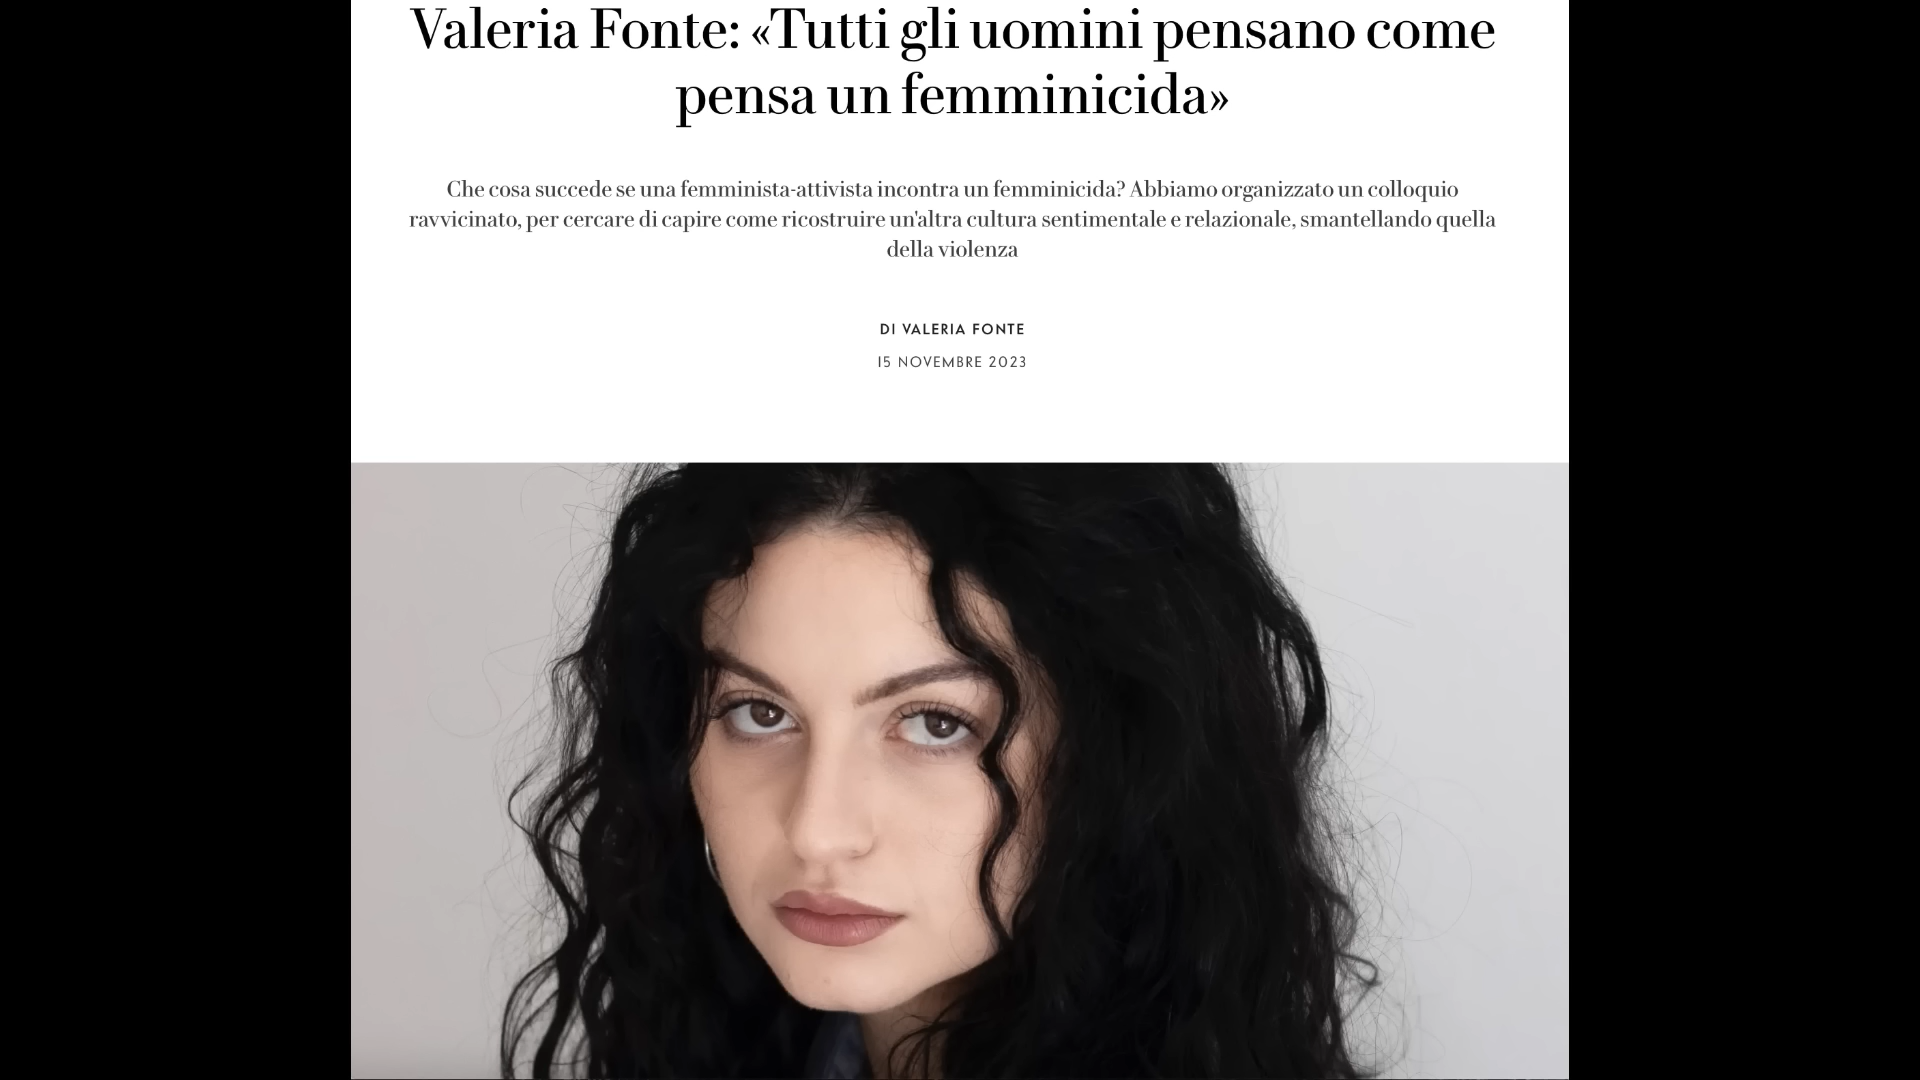 Valeria Fonte: «Tutti gli uomini pensano come
pensa un femminicida»
Che cosa succede se una femminista-attivista incontra un femminicida? Abbiamo organizzato un colloquio
ravvicinato, per cercare di capire come ricostruire un'altra cultura sentimentale e relazionale, smantellando quella
della violenza
DI VALERIA FONTE
15 NOVEMBRE 2023